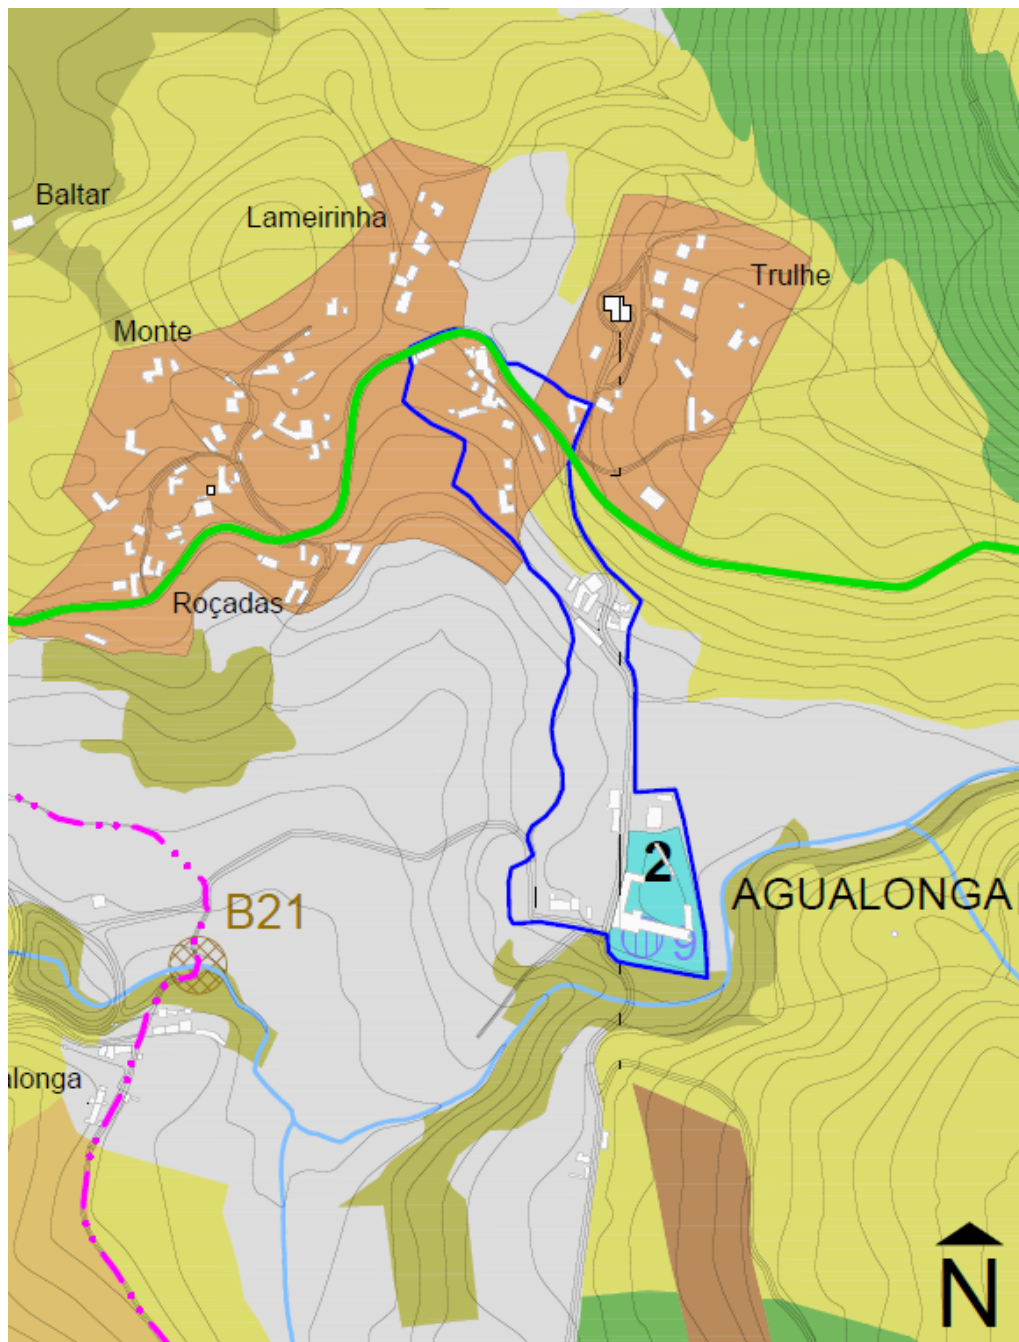 Baltar
Lameirinha
Trulhe
Monte
Roçadas
2
AGUALONGA
B21
9
alonga
N